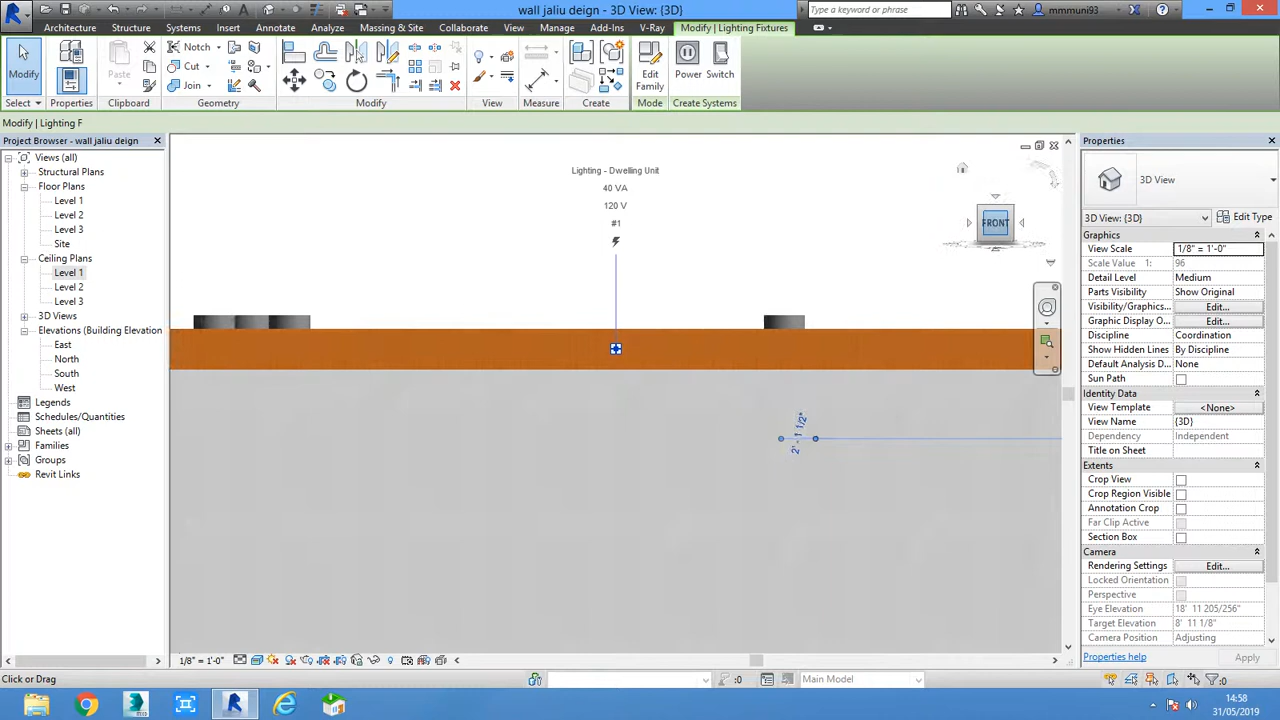 wall jaliu deign - 3D View: {3D}
Type a keyword or phrase
mmmuni93
Architecture
Structure
Systems
Insert
Annotate
Analyze
Massing & Site
Collaborate
View
Manage
Add-Ins
V-Ray
Modify | Lighting Fixtures
Modify
Paste
Notch
Cut
Join
Edit
Family
Power
Switch
Select
Properties
Clipboard
Geometry
Modify
View
Measure
Create
Mode
Create Systems
Modify | Lighting F
Project Browser - wall jaliu deign
Views (all)
Structural Plans
Floor Plans
Level 1
Level 2
Level 3
Site
Ceiling Plans
Level 1
Level 2
Level 3
3D Views
Elevations (Building Elevation
East
North
South
West
Legends
Schedules/Quantities
Sheets (all)
Families
Groups
Revit Links
Lighting - Dwelling Unit
40 VA
120 V
#1
FRONT
2' - 1 1/2"
Properties
3D View
3D View: {3D}
Edit Type
Graphics
View Scale
1/8" = 1'-0"
Scale Value 1:
96
Detail Level
Medium
Parts Visibility
Show Original
Visibility/Graphics...
Edit...
Graphic Display O...
Edit...
Discipline
Coordination
Show Hidden Lines
By Discipline
Default Analysis D...
None
Sun Path
Identity Data
View Template
<None>
View Name
{3D}
Dependency
Independent
Title on Sheet
Extents
Crop View
Crop Region Visible
Annotation Crop
Far Clip Active
Section Box
Camera
Rendering Settings
Edit...
Locked Orientation
Perspective
Eye Elevation
18' 11 205/256"
Target Elevation
8' 11 1/8"
Camera Position
Adjusting
Properties help
Apply
1/8" = 1'-0"
Click or Drag
:0
Main Model
:0
14:58
31/05/2019